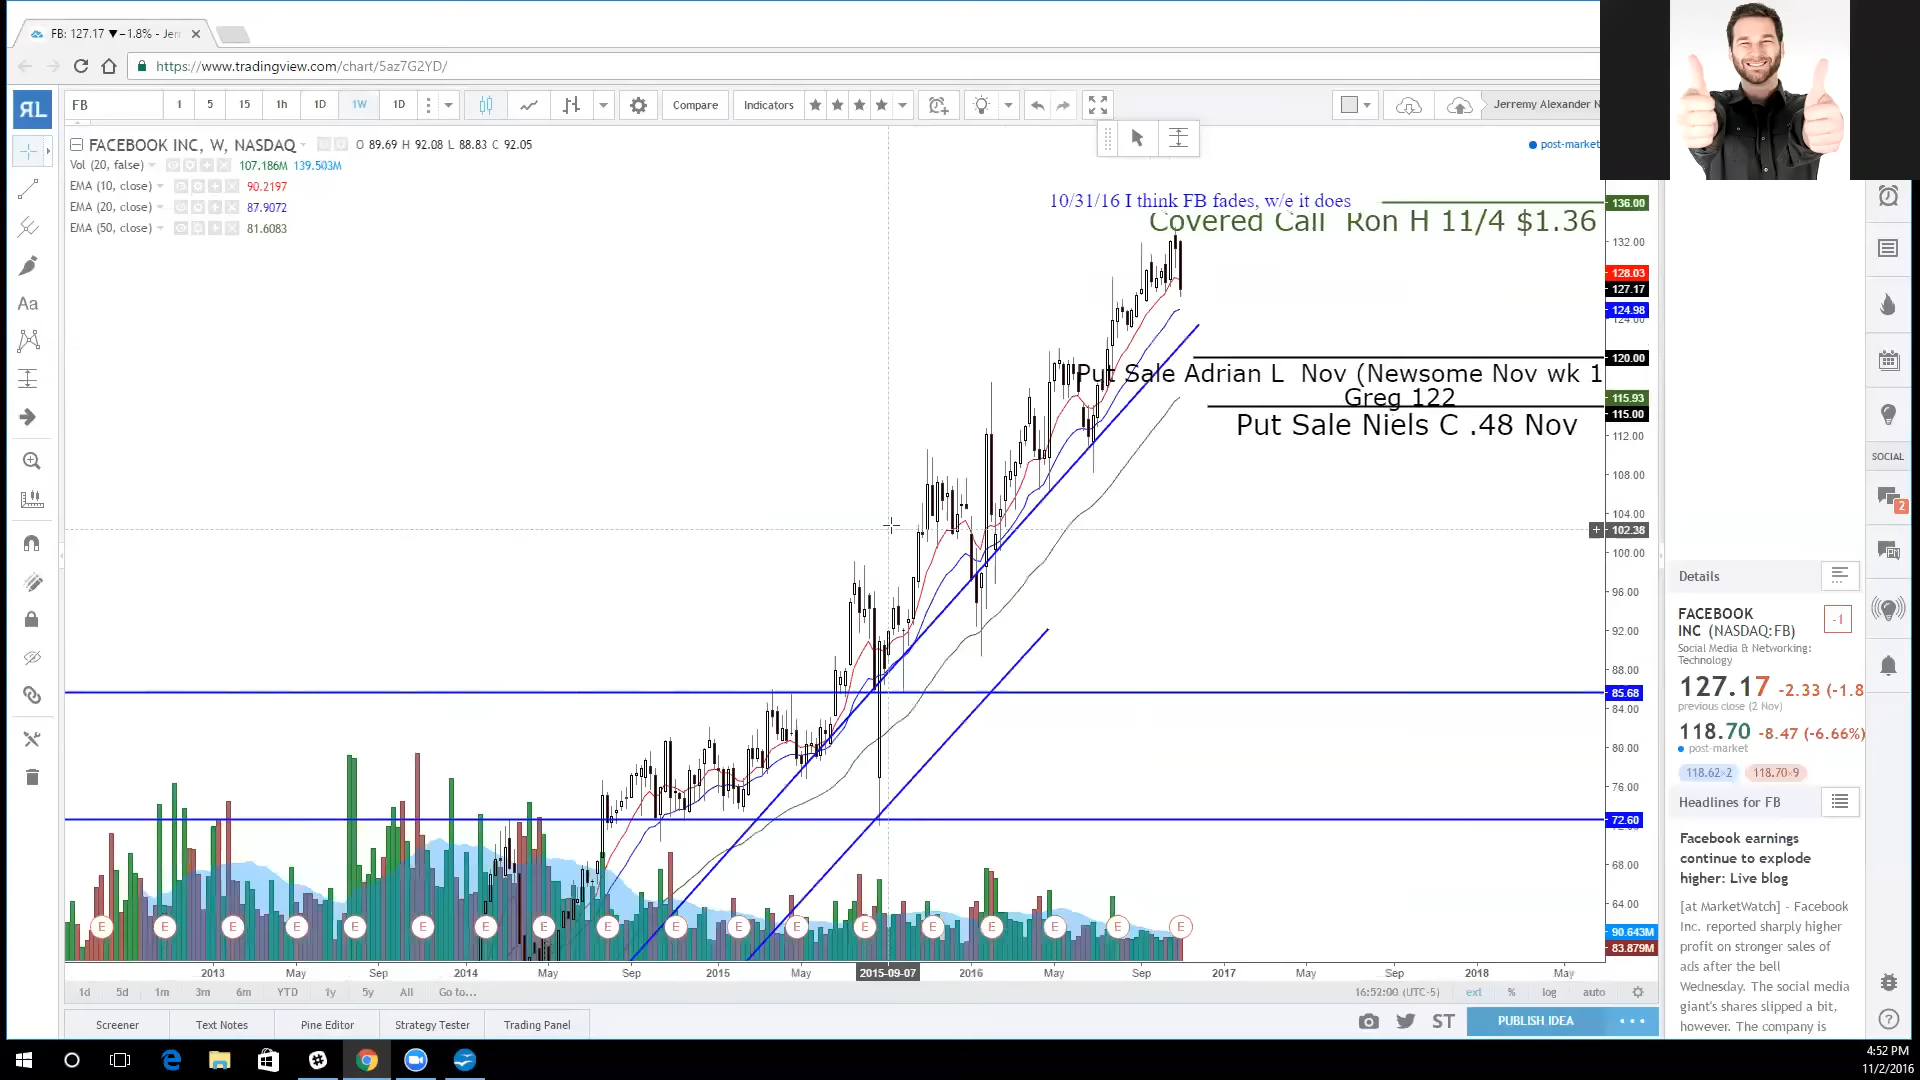 FB: 127.17 ▼−1.8% - Jerr
https://www.tradingview.com/chart/5az7G2YD/
FB 1 5 15 1h 1D 1W 1D Compare Indicators Jerremy Alexander N
FACEBOOK INC, W, NASDAQ O 89.69 H 92.08 L 88.83 C 92.05
post-market
Vol (20, false) 107.186M 139.503M
EMA (10, close) 90.2197
EMA (20, close) 87.9072
EMA (50, close) 81.6083
10/31/16 I think FB fades, w/e it does
Covered Call Ron H 11/4 $1.36
Put Sale Adrian L Nov (Newsome Nov wk 1
Greg 122
Put Sale Niels C .48 Nov
136.00
132.00
128.03
127.17
124.98
124.00
120.00
115.93
115.00
112.00
108.00
104.00
102.38
100.00
96.00
92.00
88.00
85.68
84.00
80.00
76.00
72.60
68.00
64.00
90.643M
83.879M
E E E E E E E E E E E E E E E E E E
2013 May Sep 2014 May Sep 2015 May 2015-09-07 2016 May Sep 2017 May Sep 2018 May
1d 5d 1m 3m 6m YTD 1y 5y All Go to... 16:52:00 (UTC-5) ext % log auto
Screener Text Notes Pine Editor Strategy Tester Trading Panel ST PUBLISH IDEA
Aa
SOCIAL
2
Details
FACEBOOK
INC (NASDAQ:FB)
-1
Social Media & Networking:
Technology
127.17 -2.33 (-1.8
previous close (2 Nov)
118.70 -8.47 (-6.66%)
post-market
118.62×2 118.70×9
Headlines for FB
Facebook earnings
continue to explode
higher: Live blog
[at MarketWatch] - Facebook
Inc. reported sharply higher
profit on stronger sales of
ads after the bell
Wednesday. The social media
giant's shares slipped a bit,
however. The company is
4:52 PM
11/2/2016